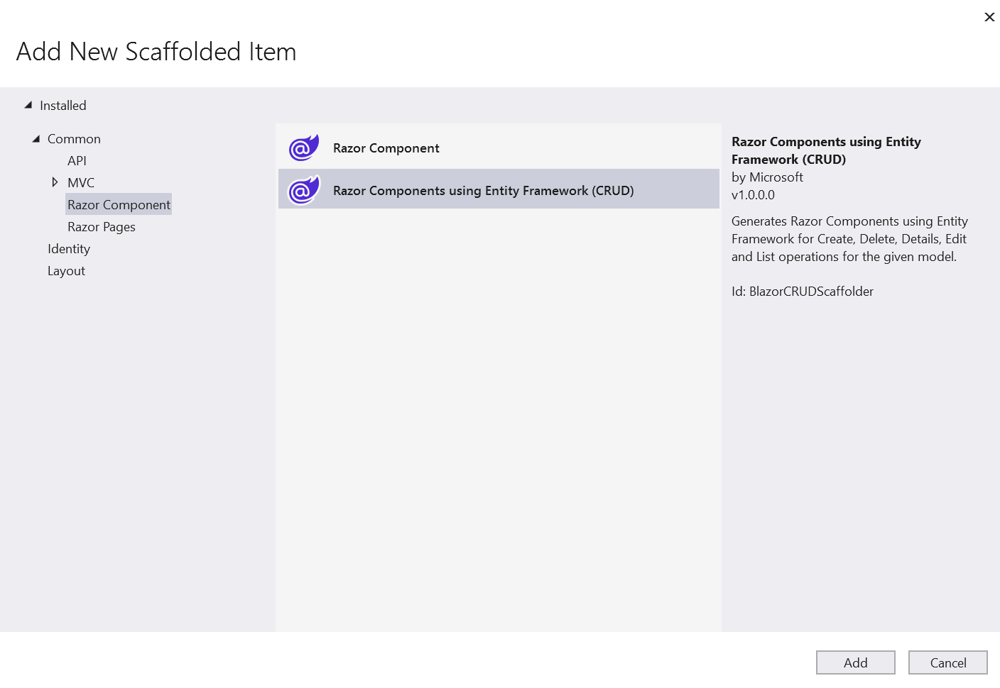 Add New Scaffolded Item
Installed
Common
API
MVC
Razor Component
Razor Pages
Identity
Layout
Razor Component
Razor Components using Entity Framework (CRUD)
Razor Components using Entity
Framework (CRUD)
by Microsoft
v1.0.0.0
Generates Razor Components using Entity
Framework for Create, Delete, Details, Edit
and List operations for the given model.
Id: BlazorCRUDScaffolder
Add
Cancel